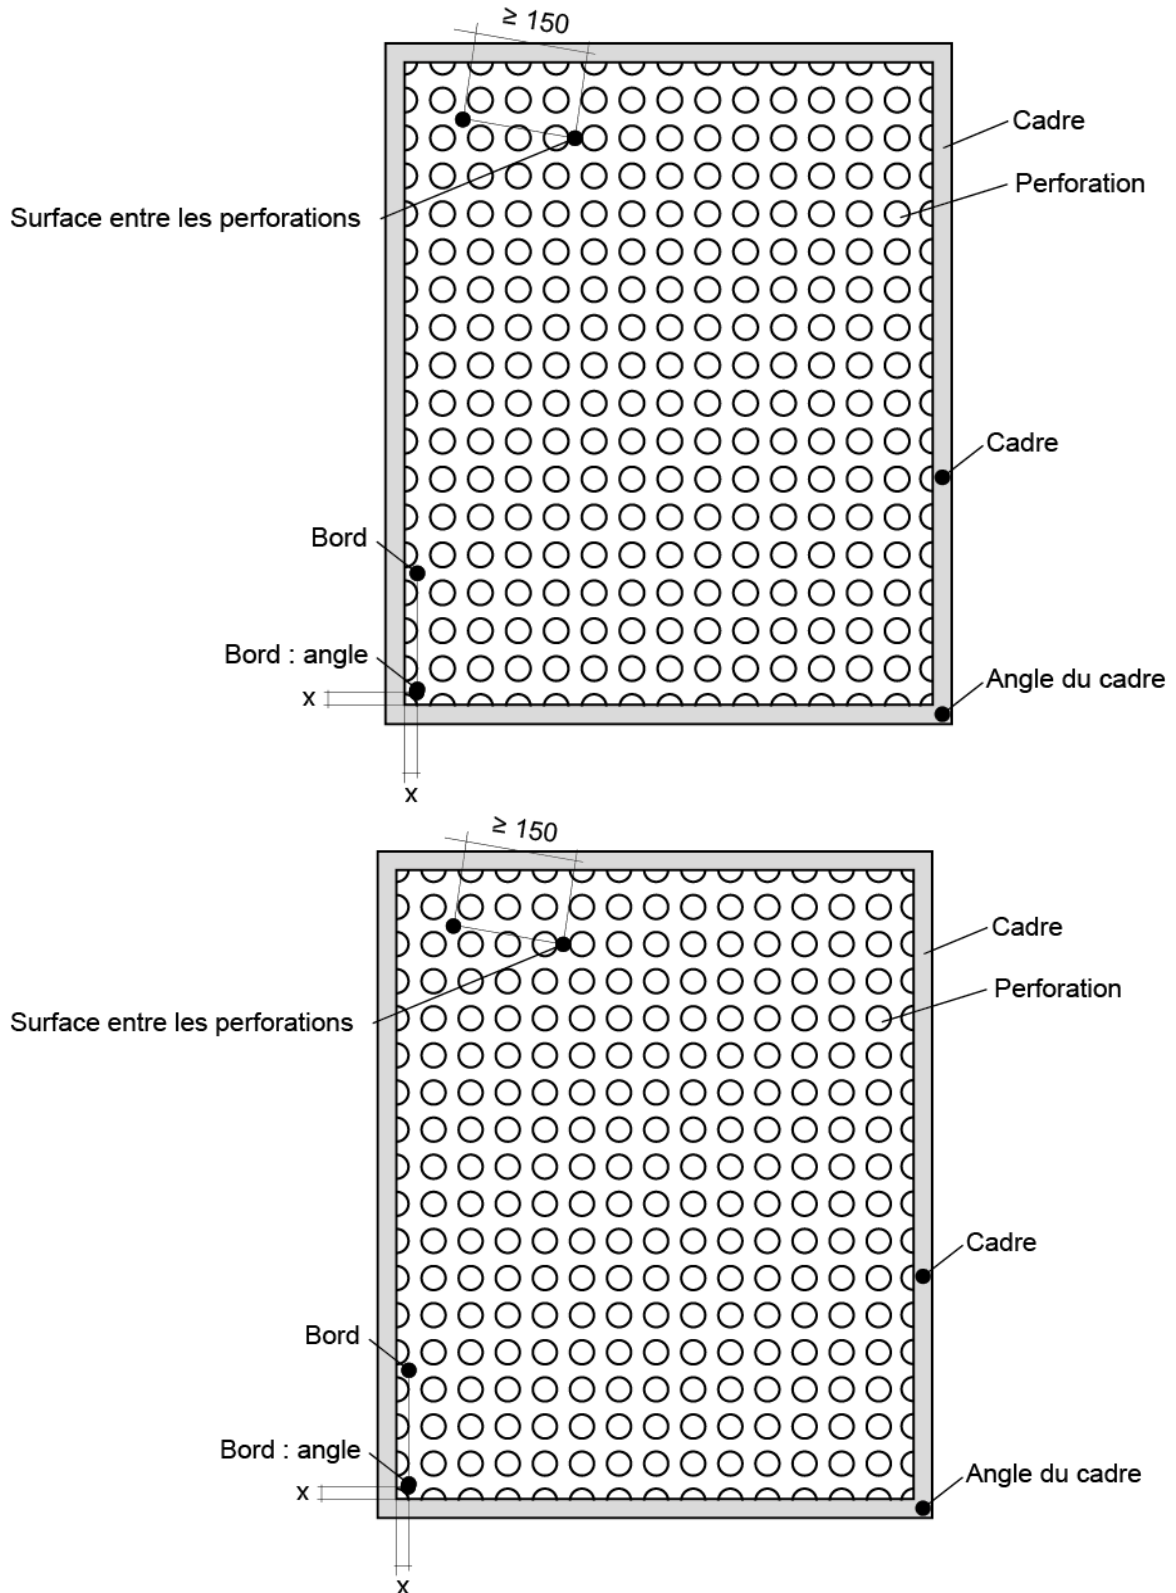 ≥ 150
Cadre
Perforation
Surface entre les perforations
Cadre
Bord
Bord : angle
Angle du cadre
x
x
≥ 150
Cadre
Perforation
Surface entre les perforations
Cadre
Bord
Bord : angle
Angle du cadre
x
x